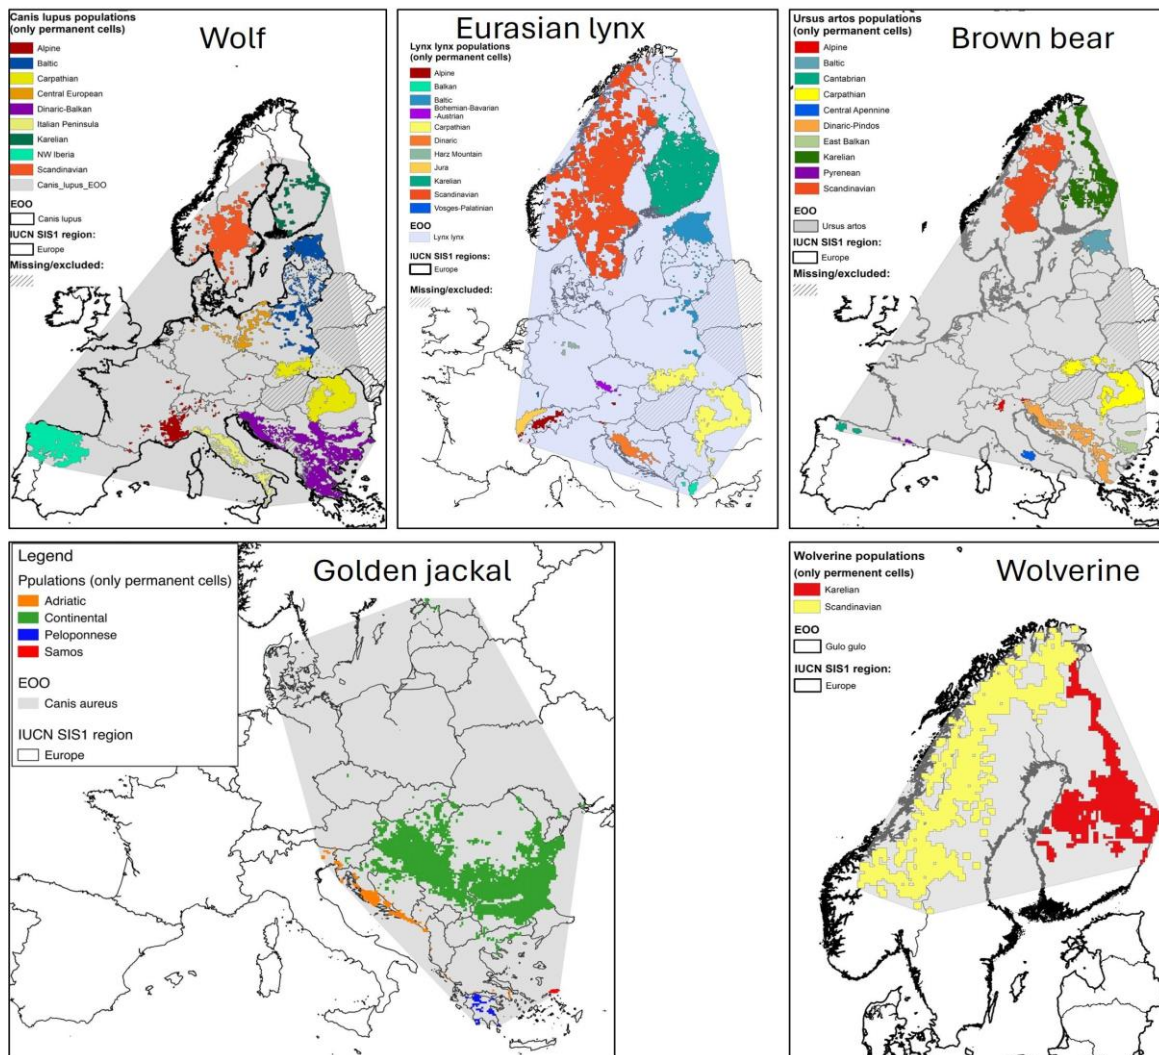 Canis lupus populations
(only permanent cells)
Alpine
Baltic
Carpathian
Central European
Dinaric-Balkan
Italian Peninsula
Karelian
NW Iberia
Scandinavian
Canis_lupus_EOO
EOO
Canis lupus
IUCN SIS1 region:
Europe
Missing/excluded:
Wolf
Lynx lynx populations
(only permanent cells)
Alpine
Balkan
Baltic
Bohemian-Bavarian
-Austrian
Carpathian
Dinaric
Harz Mountain
Jura
Karelian
Scandinavian
Vosges-Palatinian
EOO
Lynx lynx
IUCN SIS1 regions:
Europe
Missing/excluded:
Eurasian lynx
Ursus artos populations
(only permanent cells)
Alpine
Baltic
Cantabrian
Carpathian
Central Apennine
Dinaric-Pindos
East Balkan
Karelian
Pyrenean
Scandinavian
EOO
Ursus artos
IUCN SIS1 region:
Europe
Missing/excluded:
Brown bear
Legend
Ppulations (only permanent cells)
Adriatic
Continental
Peloponnese
Samos
EOO
Canis aureus
IUCN SIS1 region
Europe
Golden jackal
Wolverine populations
(only permenent cells)
Karelian
Scandinavian
EOO
Gulo gulo
IUCN SIS1 region:
Europe
Wolverine